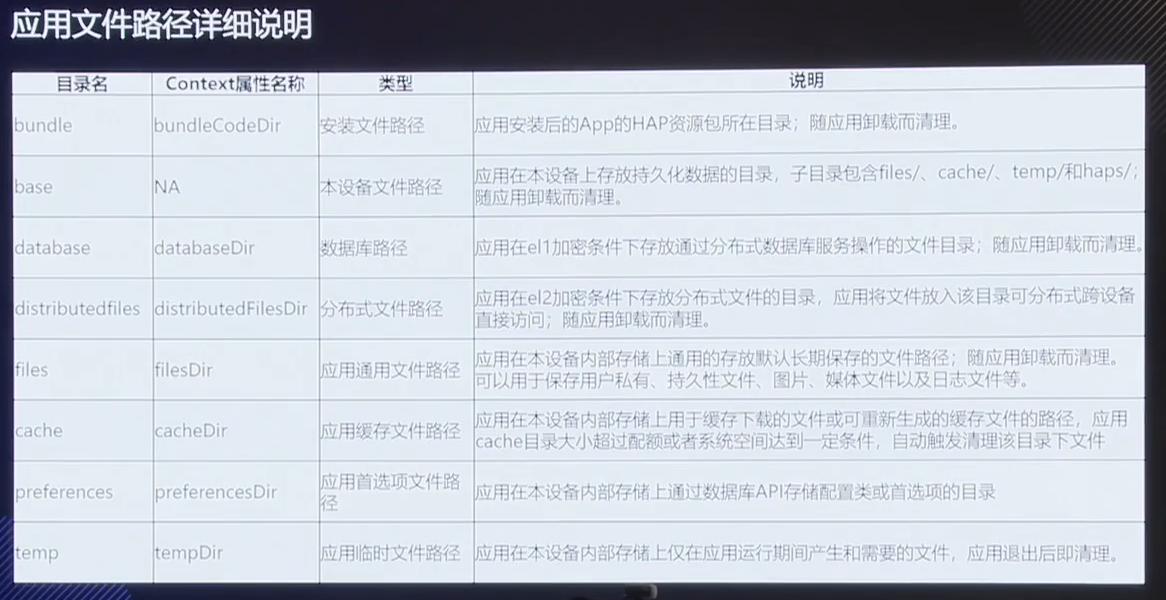 应用文件路径详细说明
目录名 Context属性名称 类型 说明
bundle bundleCodeDir 安装文件路径 应用安装后的App的HAP资源包所在目录；随应用卸载而清理。
base NA 本设备文件路径 应用在本设备上存放持久化数据的目录，子目录包含files/、cache/、temp/和haps/；
随应用卸载而清理。
database databaseDir 数据库路径 应用在el1加密条件下存放通过分布式数据库服务操作的文件目录；随应用卸载而清理。
distributedfiles distributedFilesDir 分布式文件路径 应用在el2加密条件下存放分布式文件的目录，应用将文件放入该目录可分布式跨设备
直接访问；随应用卸载而清理。
files filesDir 应用通用文件路径 应用在本设备内部存储上通用的存放默认长期保存的文件路径；随应用卸载而清理。
可以用于保存用户私有、持久性文件、图片、媒体文件以及日志文件等。
cache cacheDir 应用缓存文件路径 应用在本设备内部存储上用于缓存下载的文件或可重新生成的缓存文件的路径，应用
cache目录大小超过配额或者系统空间达到一定条件，自动触发清理该目录下文件
preferences preferencesDir 应用首选项文件路
径 应用在本设备内部存储上通过数据库API存储配置类或首选项的目录
temp tempDir 应用临时文件路径 应用在本设备内部存储上仅在应用运行期间产生和需要的文件，应用退出后即清理。